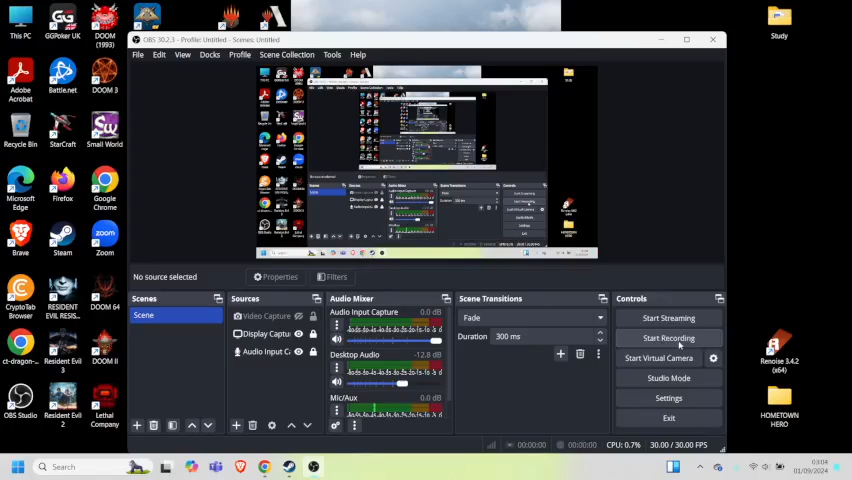 This PC
GGPoker UK
DOOM (1993)
Study
Adobe Acrobat
Battle.net
DOOM 3
Recycle Bin
StarCraft
Small World
Microsoft Edge
Firefox
Google Chrome
Brave
Steam
Zoom
CryptoTab Browser
RESIDENT EVIL RESIS...
DOOM 64
ct-dragon-...
Resident Evil 3
DOOM II
OBS Studio
Resident Evil 2
Lethal Company
Renoise 3.4.2 (x64)
HOMETOWN HERO
OBS 30.2.3 - Profile: Untitled - Scenes: Untitled
File Edit View Docks Profile Scene Collection Tools Help
No source selected
Properties
Filters
Scenes
Scene
Sources
Video Capture
Display Captu
Audio Input Ca
Audio Mixer
Audio Input Capture 0.0 dB
Desktop Audio -12.8 dB
Mic/Aux 0.0 dB
Scene Transitions
Fade
Duration 300 ms
Controls
Start Streaming
Start Recording
Start Virtual Camera
Studio Mode
Settings
Exit
00:00:00
00:00:00
CPU: 0.7%
30.00 / 30.00 FPS
Search
03:04
01/09/2024